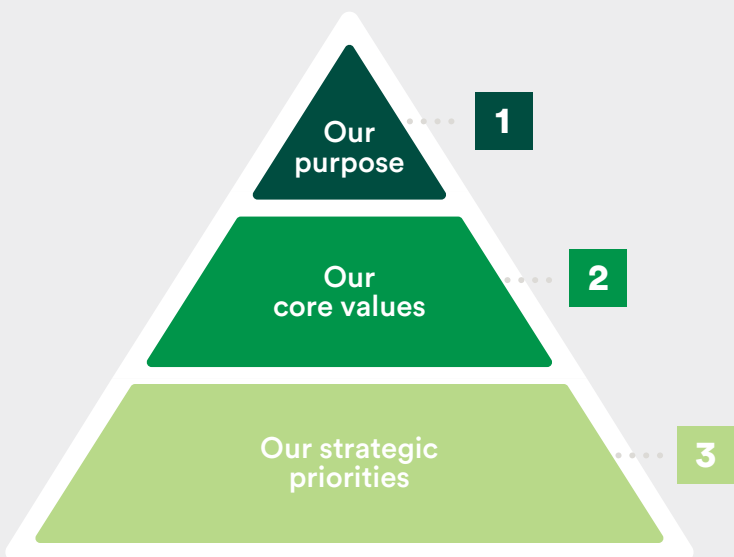 Our
purpose
1
Our
core values
2
Our strategic
priorities
3